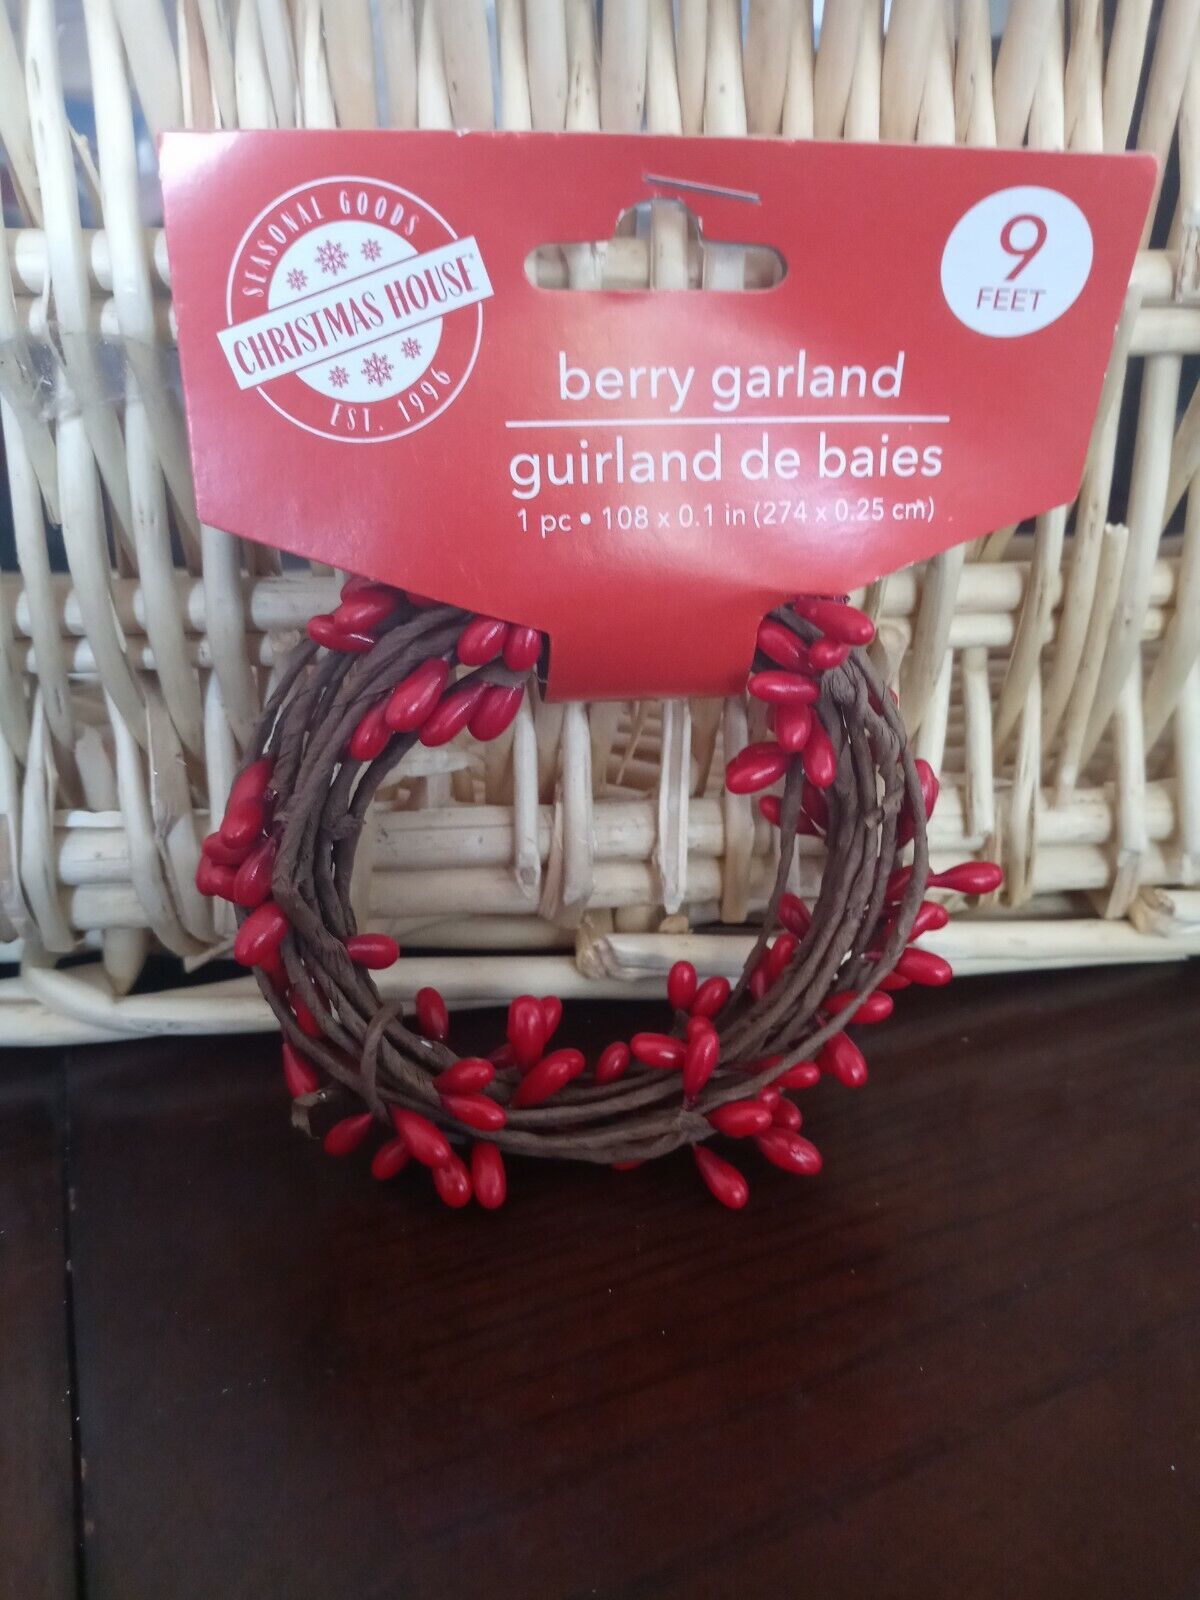 SEASONAL GOODS
CHRISTMAS HOUSE®
EST. 1996
9
FEET
berry garland
guirland de baies
1 pc • 108 x 0.1 in (274 x 0.25 cm)